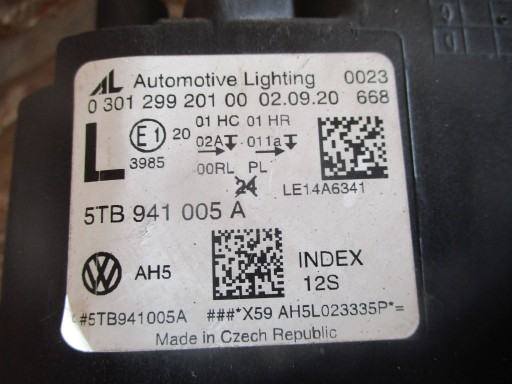 AL Automotive Lighting 0023
0 301 299 201 00 02.09.20 668
L E1 20 01 HC 01 HR
02A 011a
3985 00RL PL
24 LE14A6341
5TB 941 005 A
VW AH5 INDEX
12S
#5TB941005A ###*X59 AH5L023335P*=
Made in Czech Republic